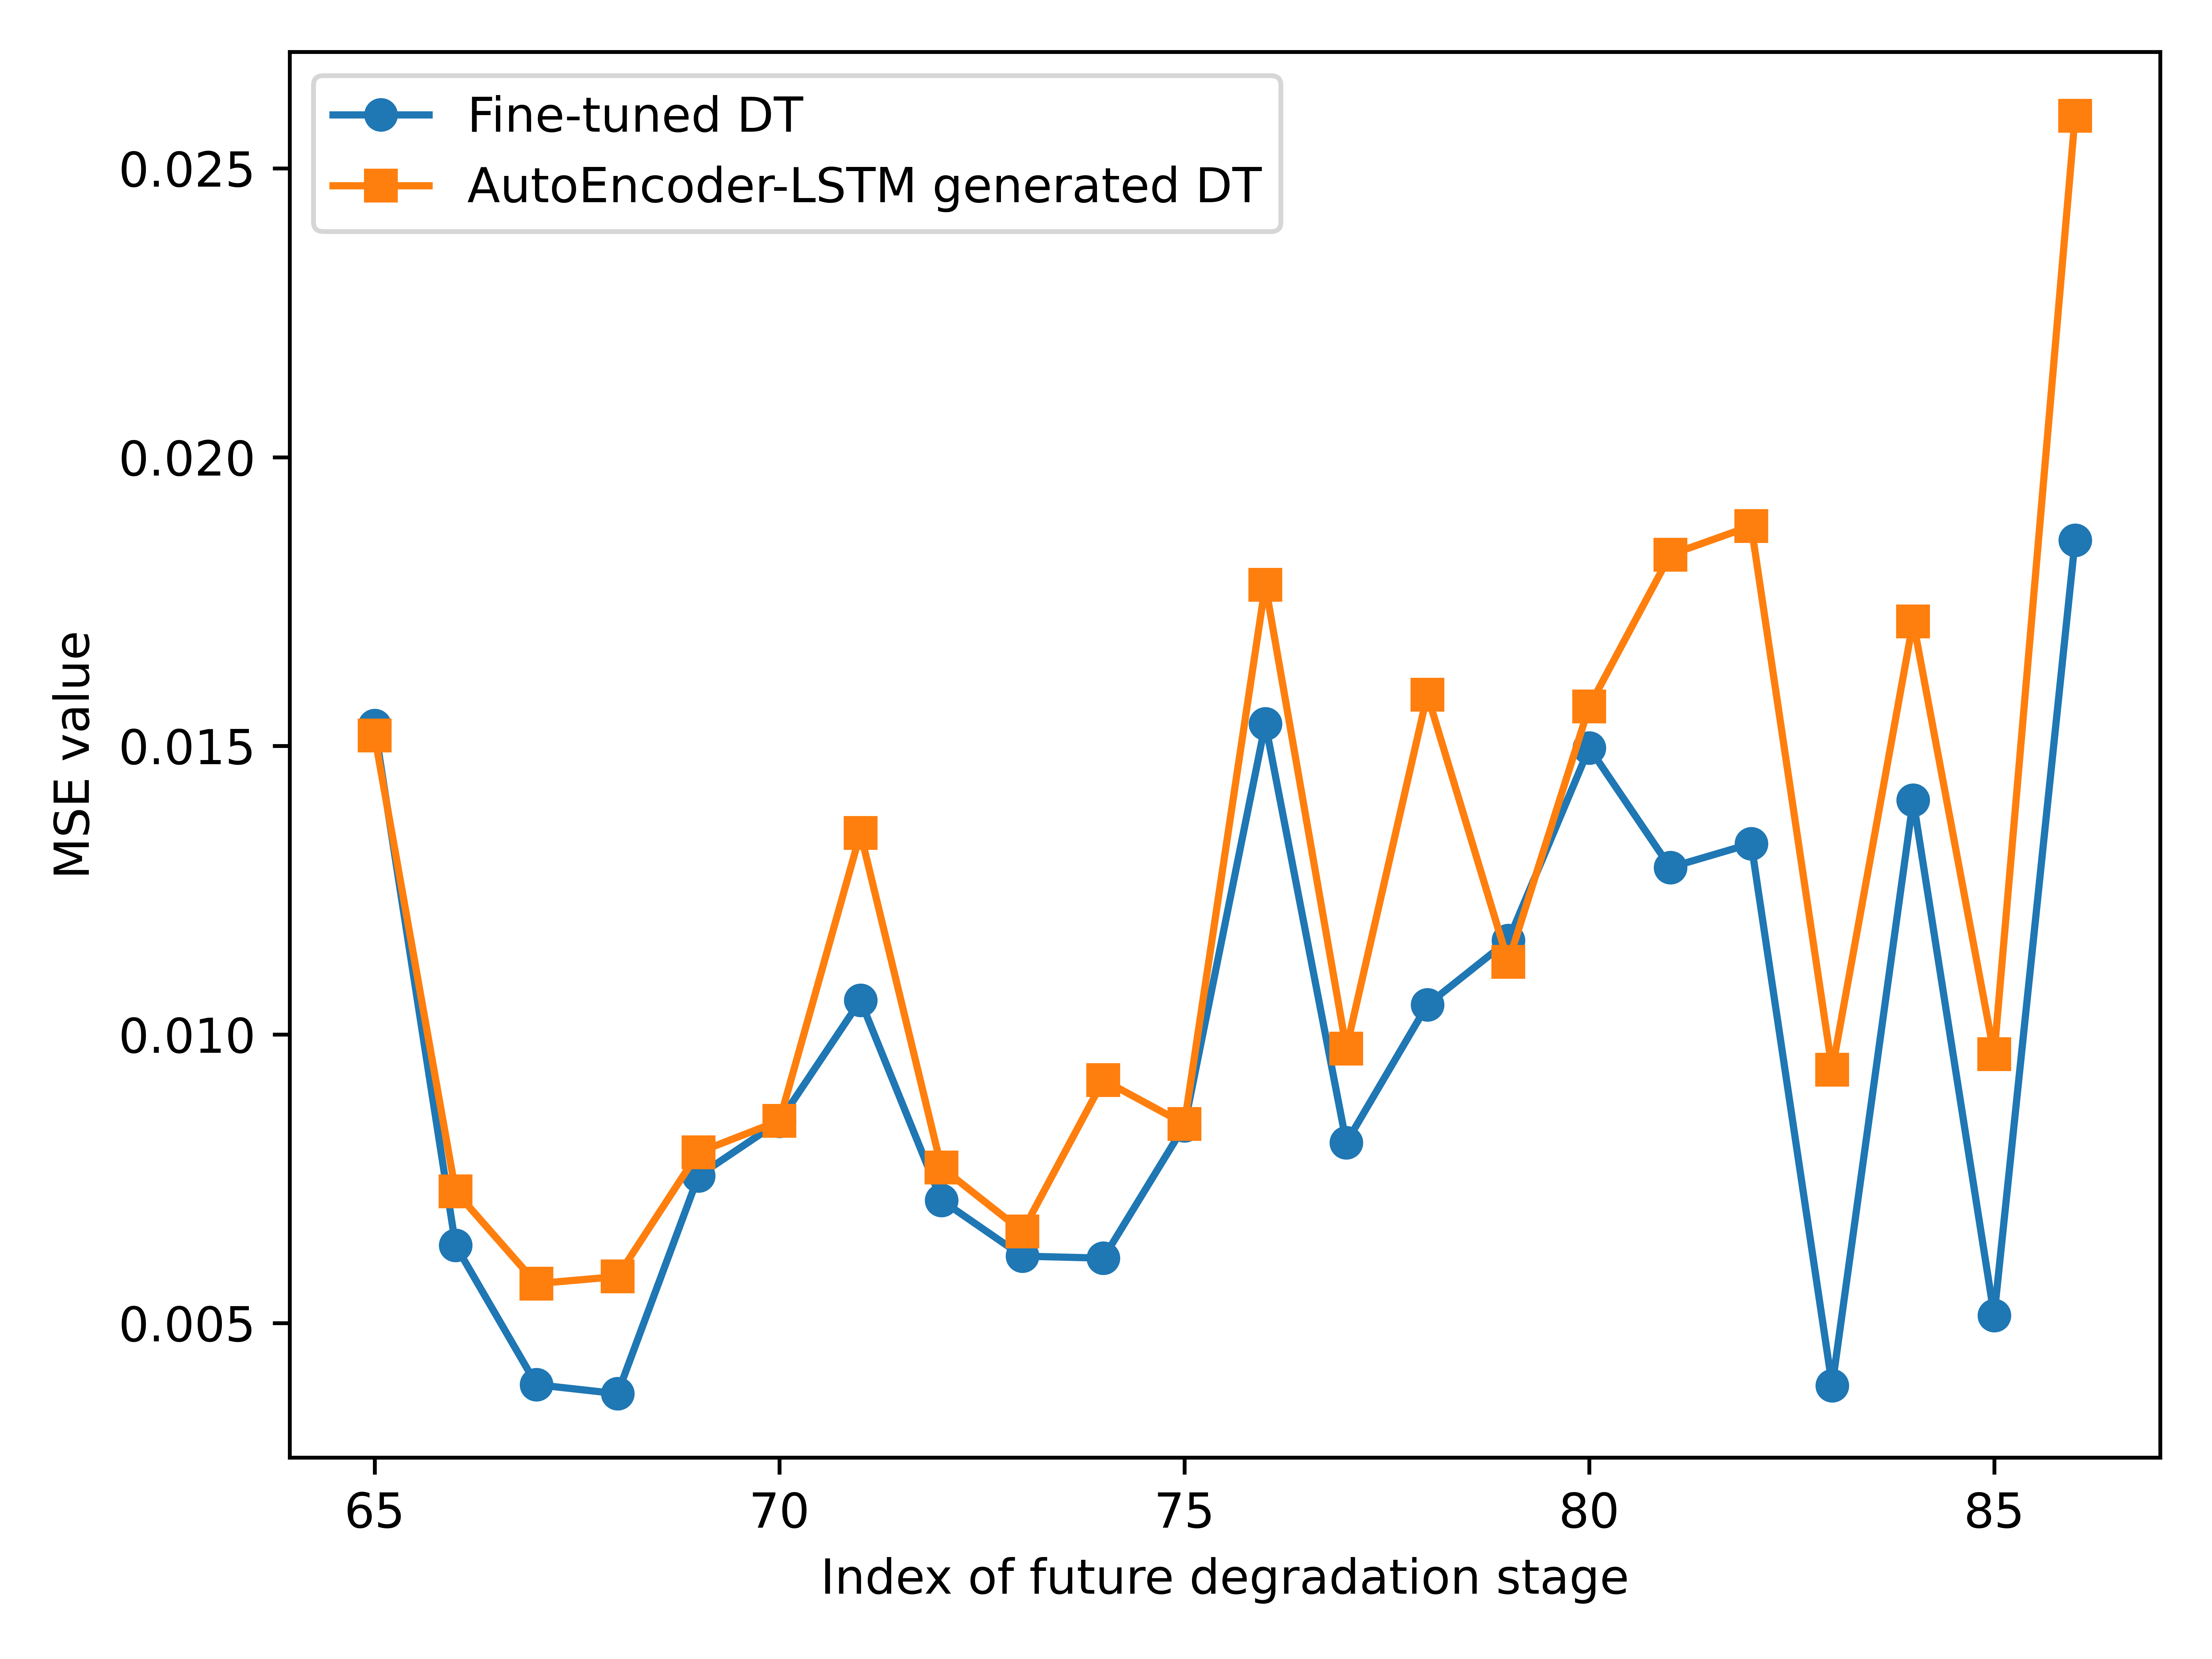 Fine-tuned DT
AutoEncoder-LSTM generated DT
0.025
0.020
0.015
0.010
0.005
MSE value
65 70 75 80 85
Index of future degradation stage